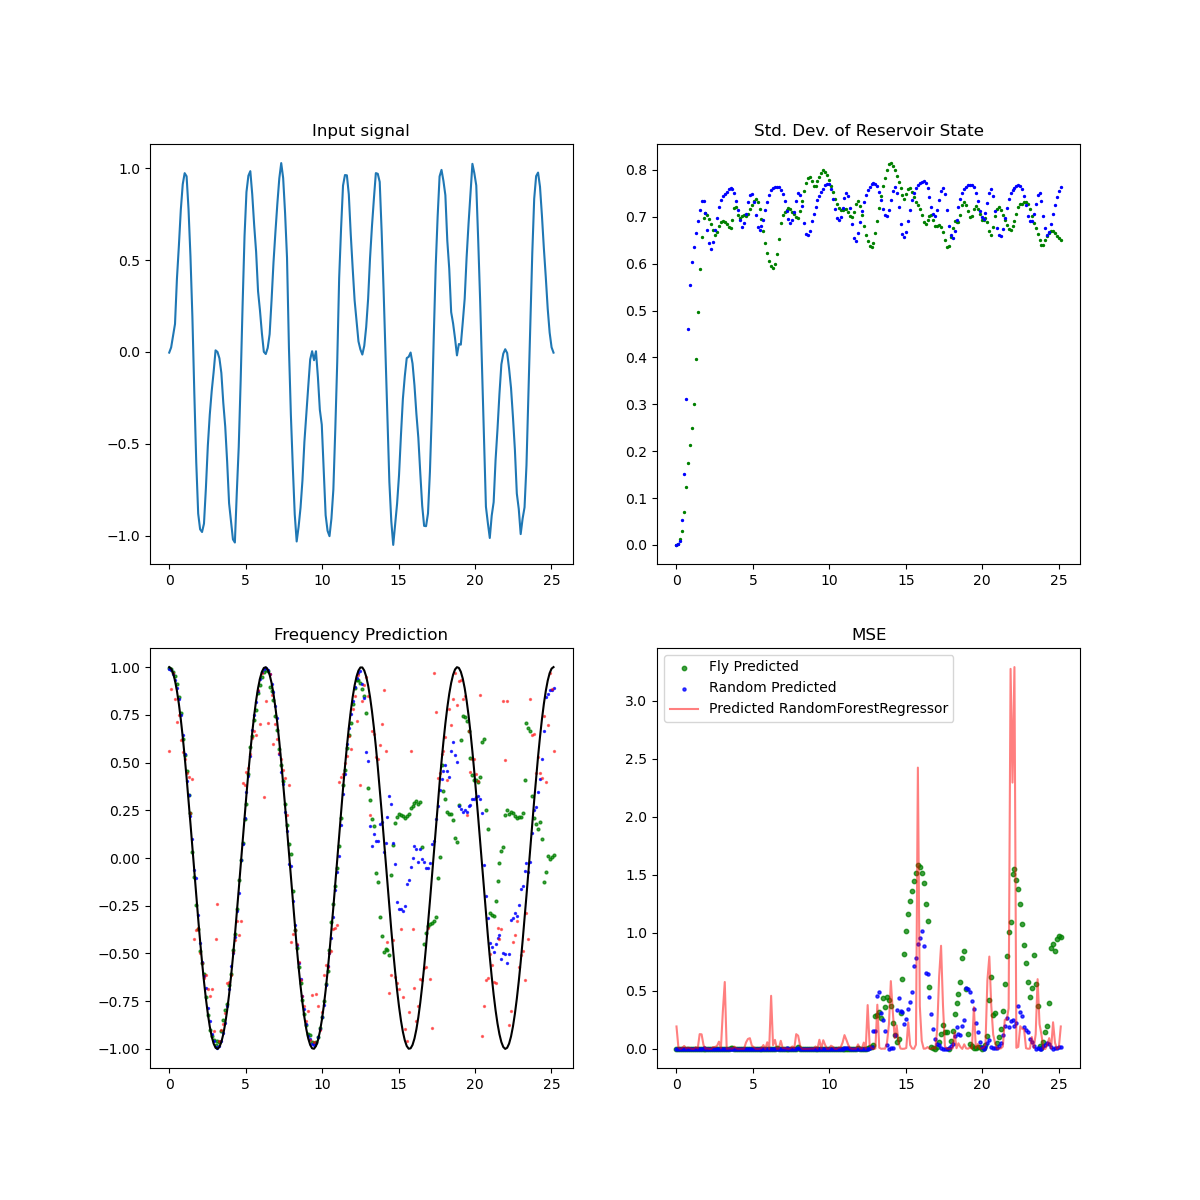 Input signal
1.0
0.5
0.0
−0.5
−1.0
0 5 10 15 20 25
Std. Dev. of Reservoir State
0.8
0.7
0.6
0.5
0.4
0.3
0.2
0.1
0.0
0 5 10 15 20 25
Frequency Prediction
1.00
0.75
0.50
0.25
0.00
−0.25
−0.50
−0.75
−1.00
0 5 10 15 20 25
MSE
Fly Predicted
Random Predicted
Predicted RandomForestRegressor
3.0
2.5
2.0
1.5
1.0
0.5
0.0
0 5 10 15 20 25